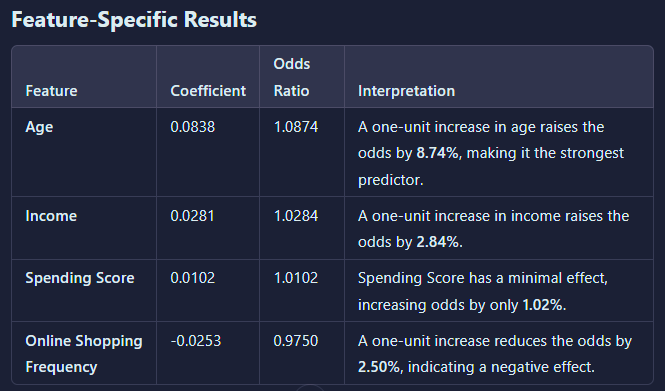 Feature-Specific Results
Odds
Feature Coefficient Ratio Interpretation
Age 0.0838 1.0874 A one-unit increase in age raises the
odds by 8.74%, making it the strongest
predictor.
Income 0.0281 1.0284 A one-unit increase in income raises the
odds by 2.84%.
Spending Score 0.0102 1.0102 Spending Score has a minimal effect,
increasing odds by only 1.02%.
Online Shopping -0.0253 0.9750 A one-unit increase reduces the odds by
Frequency 2.50%, indicating a negative effect.